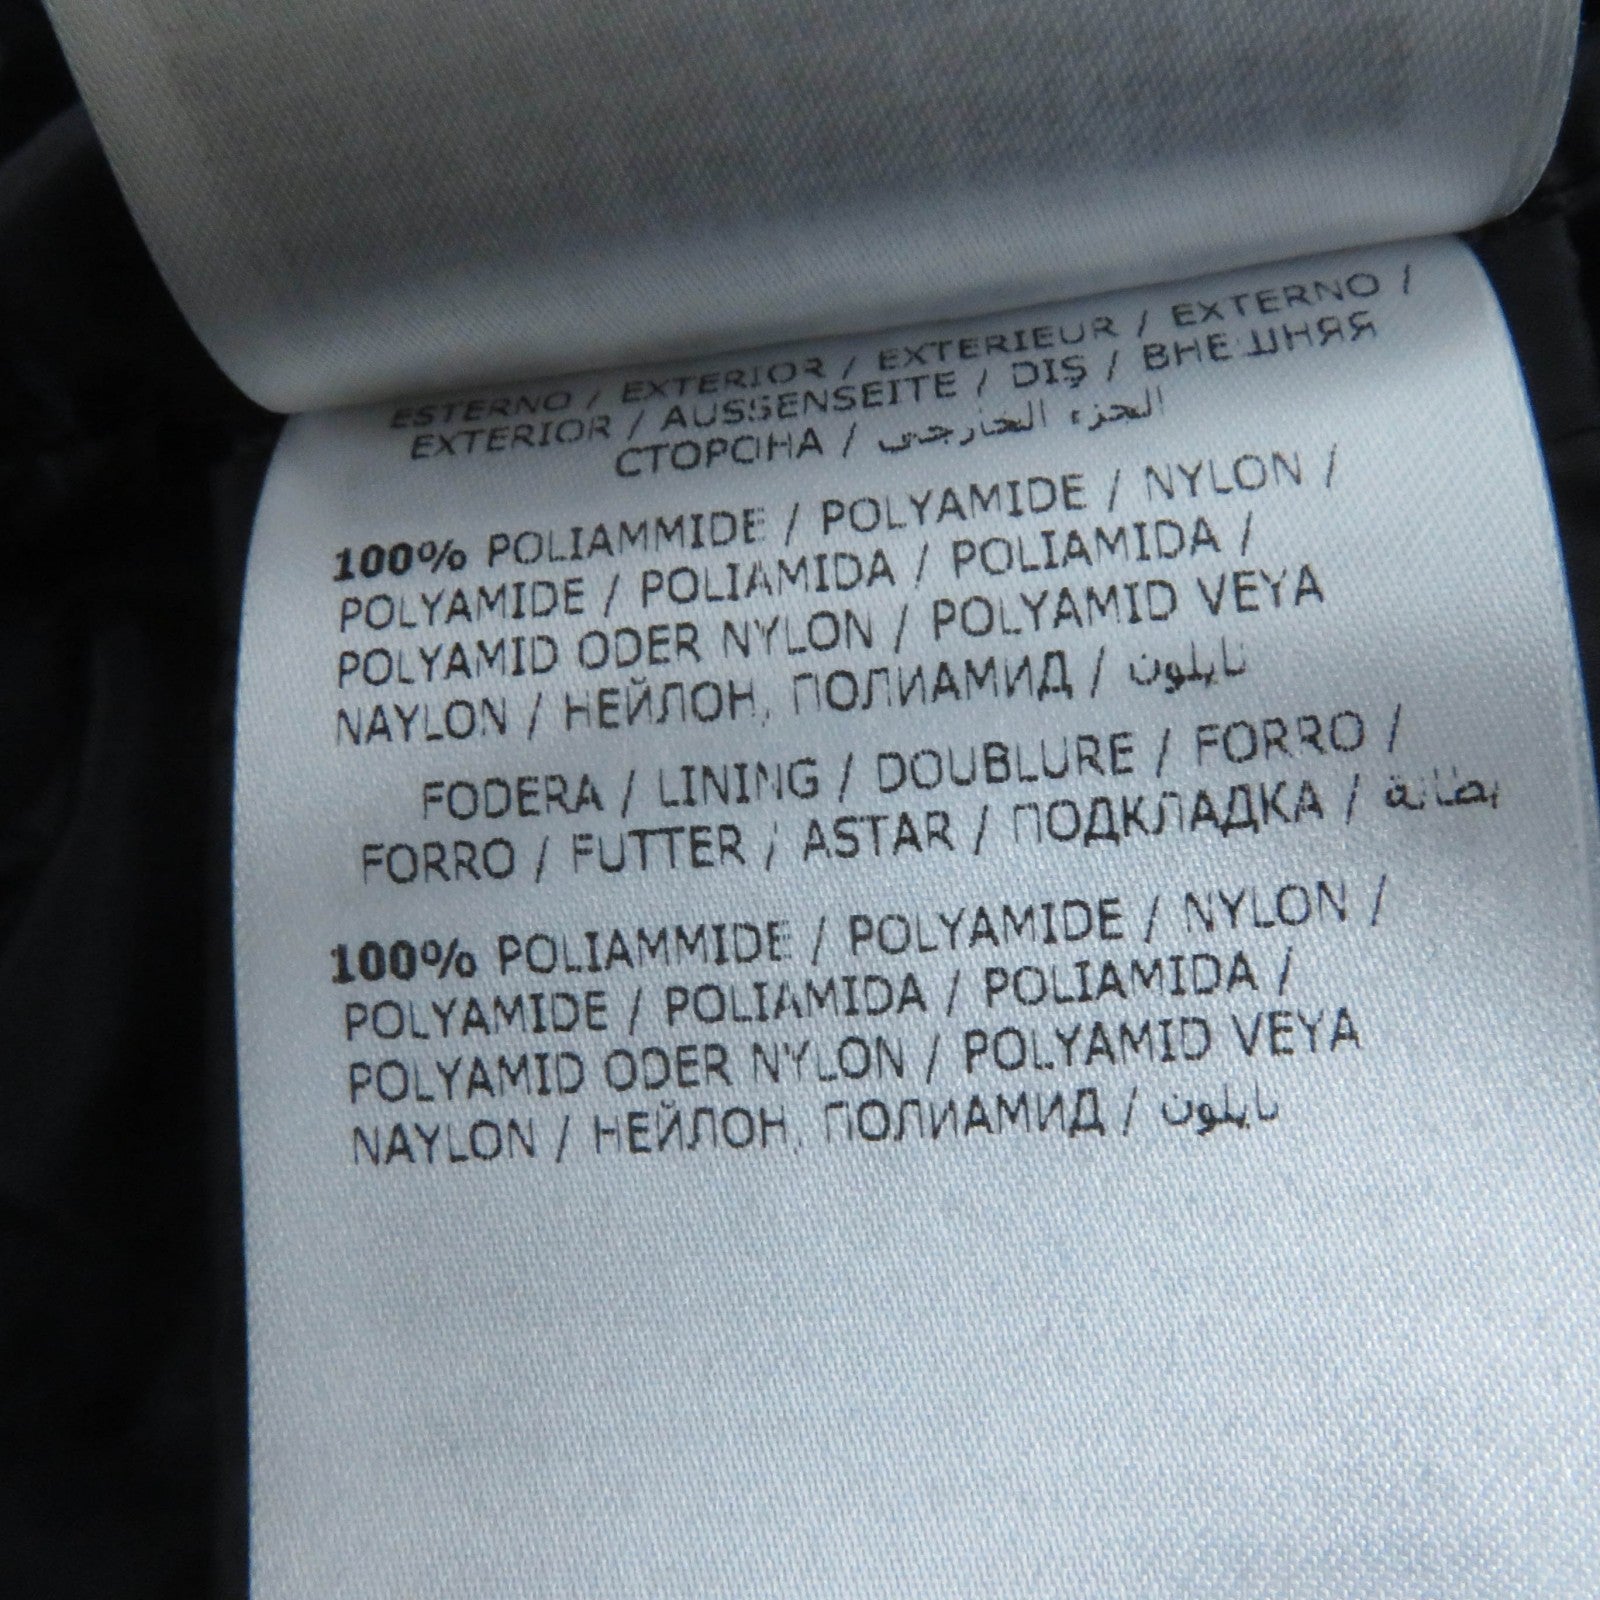 ESTERNO / EXTERIOR / EXTERIEUR / EXTERNO /
EXTERIOR / AUSSENSEITE / DIŞ / ВНЕШНЯЯ
СТОРОНА / الجزء الخارجي
100% POLIAMMIDE / POLYAMIDE / NYLON /
POLYAMIDE / POLIAMIDA / POLIAMIDA /
POLYAMID ODER NYLON / POLYAMID VEYA
NAYLON / НЕЙЛОН, ПОЛИАМИД / نايلون
FODERA / LINING / DOUBLURE / FORRO /
FORRO / FUTTER / ASTAR / ПОДКЛАДКА / بطانة
100% POLIAMMIDE / POLYAMIDE / NYLON /
POLYAMIDE / POLIAMIDA / POLIAMIDA /
POLYAMID ODER NYLON / POLYAMID VEYA
NAYLON / НЕЙЛОН, ПОЛИАМИД / نايلون